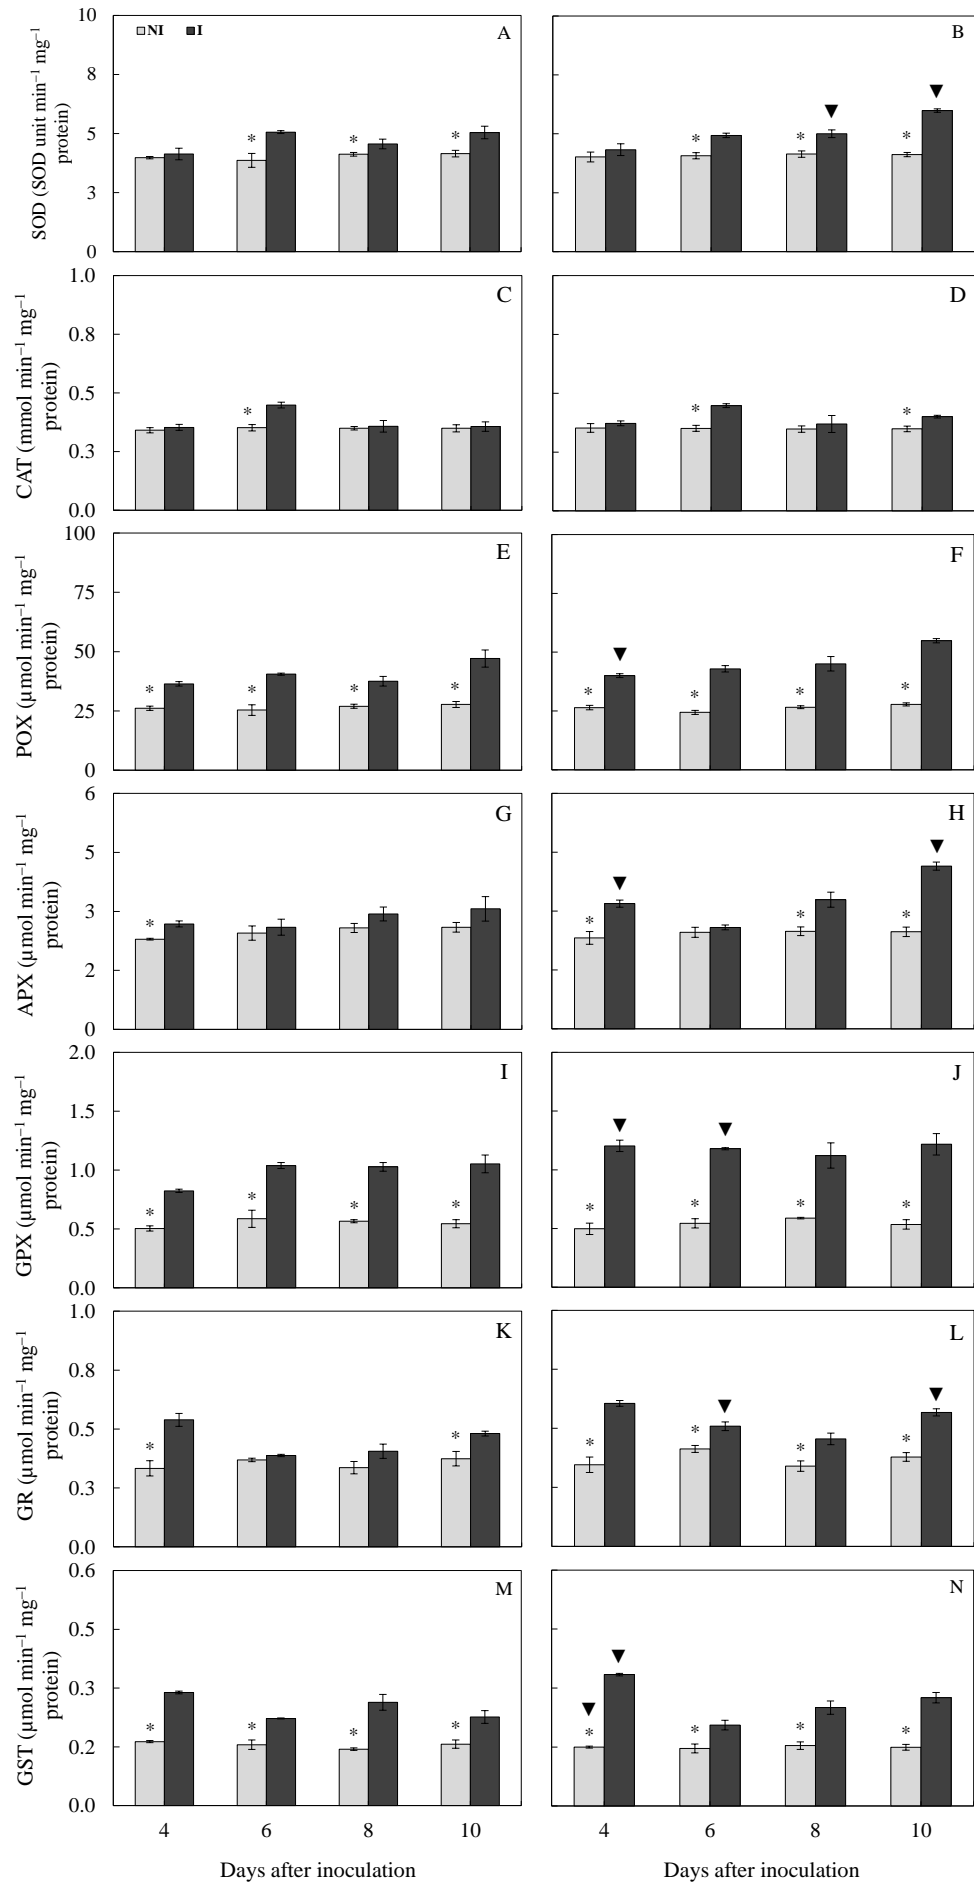 NI I A B
10
8
5
3
0
SOD (SOD unit min⁻¹ mg⁻¹
protein)
* * *
* * *
C D
1.0
0.8
0.5
0.3
0.0
CAT (mmol min⁻¹ mg⁻¹
protein)
*
* *
E F
100
75
50
25
0
POX (µmol min⁻¹ mg⁻¹
protein)
* * * *
* * * *
G H
6
5
3
2
0
APX (µmol min⁻¹ mg⁻¹
protein)
*
* * *
I J
2.0
1.5
1.0
0.5
0.0
GPX (µmol min⁻¹ mg⁻¹
protein)
* * * *
* * * *
K L
1.0
0.8
0.5
0.3
0.0
GR (µmol min⁻¹ mg⁻¹
protein)
* *
* * * *
M N
0.6
0.5
0.3
0.2
0.0
GST (µmol min⁻¹ mg⁻¹
protein)
* * * *
* * * *
4 6 8 10 4 6 8 10
Days after inoculation Days after inoculation